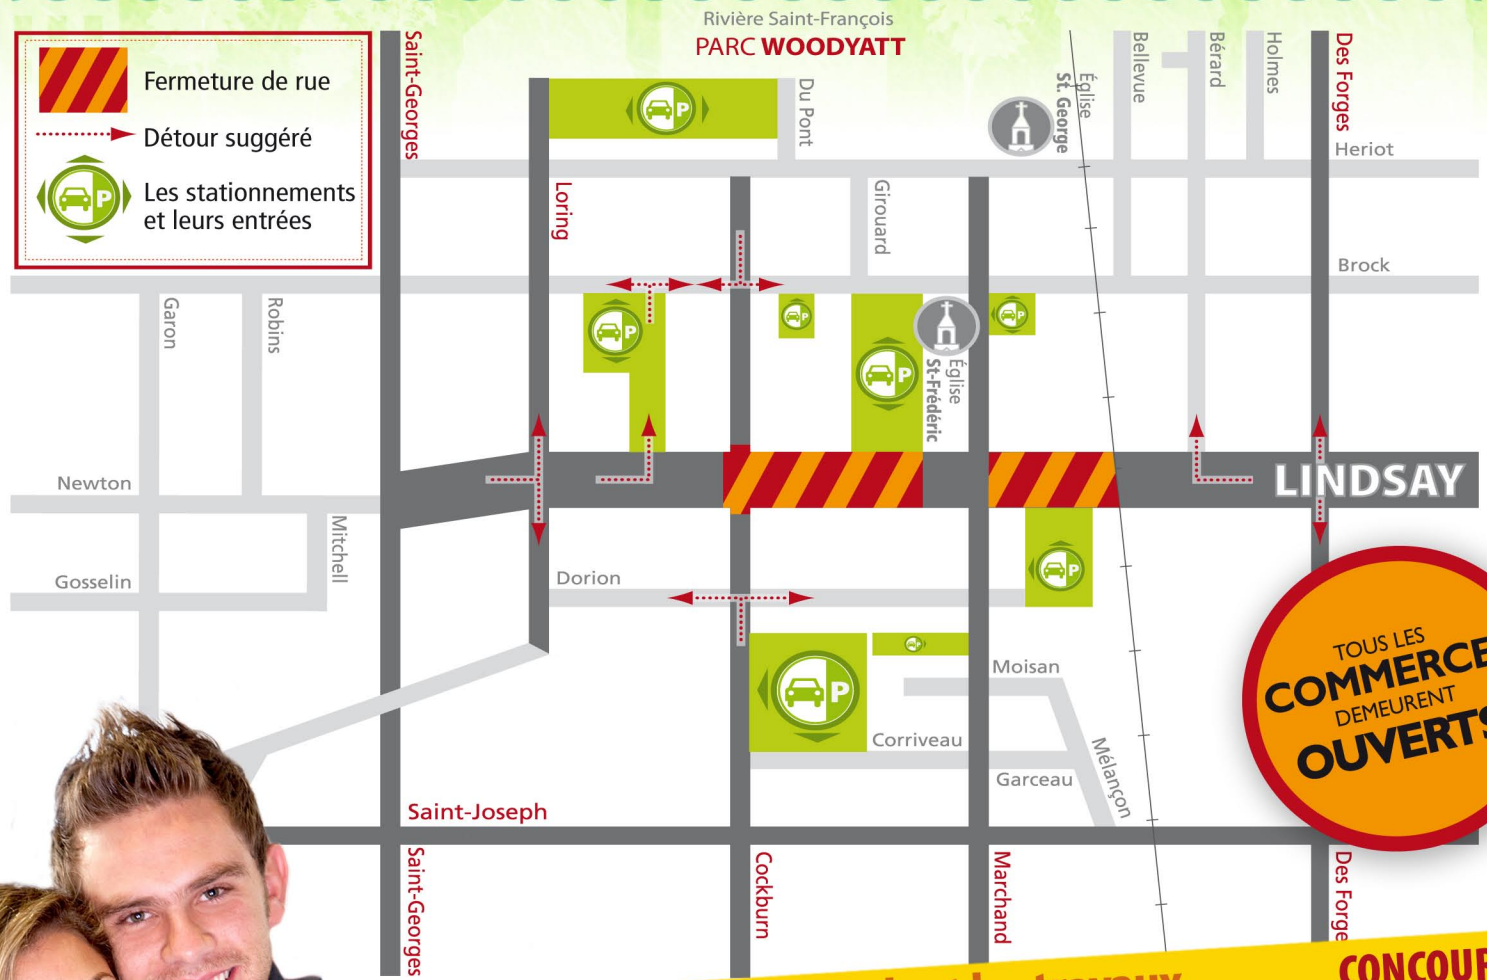 Rivière Saint-François
PARC WOODYATT
Fermeture de rue
Détour suggéré
P
Les stationnements
et leurs entrées
Saint-Georges
Loring
P
Du Pont
Église
St. George
Bellevue
Bérard
Holmes
Des Forges
Heriot
Girouard
Brock
Garon
Robins
P
P
P
P
Église
St-Frédéric
Newton
LINDSAY
Mitchell
Gosselin
Dorion
P
P
P
Moisan
Corriveau
Garceau
Mélançon
TOUS LES
COMMERCE
DEMEURENT
OUVERTS
Saint-Joseph
Saint-Georges
Cockburn
Marchand
Des Forge
travaux
CONCOUR